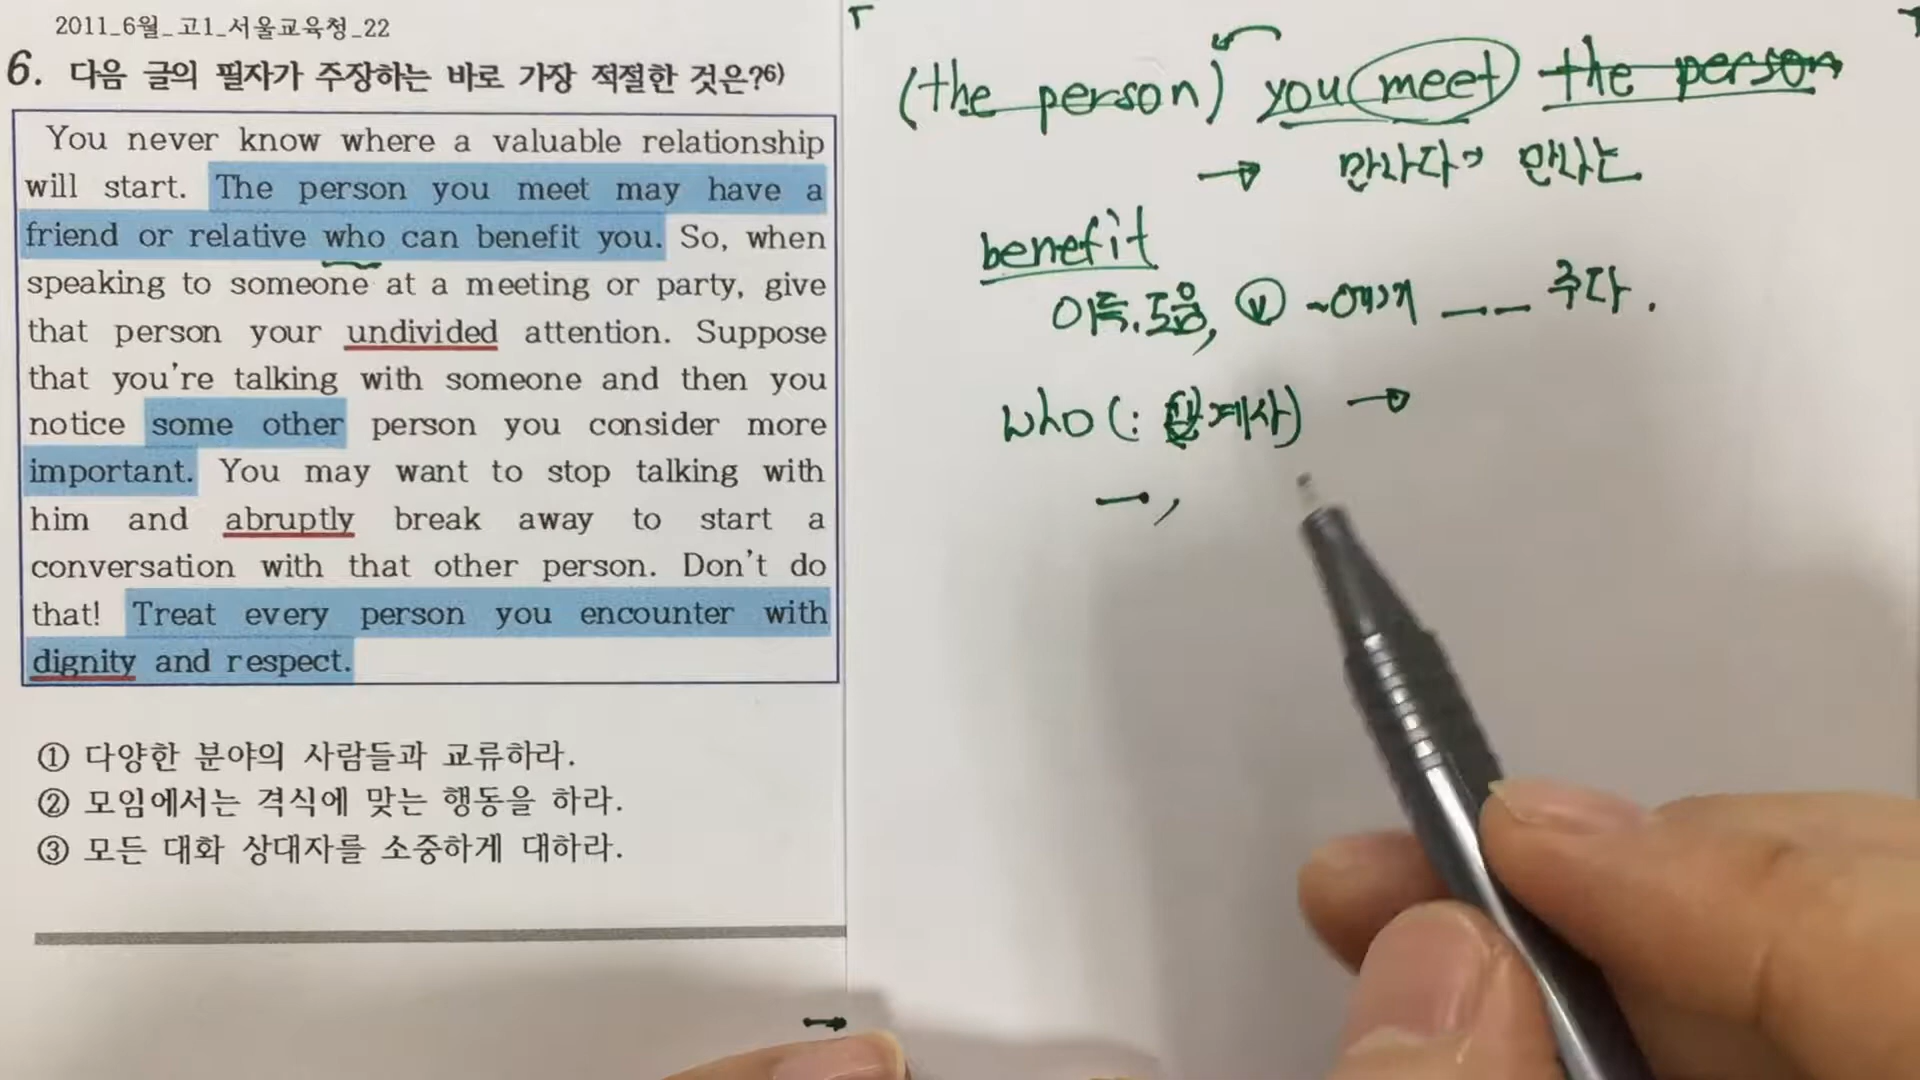 2011_6월_고1_서울교육청_22
6. 다음 글의 필자가 주장하는 바로 가장 적절한 것은?6)
You never know where a valuable relationship
will start. The person you meet may have a
friend or relative who can benefit you. So, when
speaking to someone at a meeting or party, give
that person your undivided attention. Suppose
that you're talking with someone and then you
notice some other person you consider more
important. You may want to stop talking with
him and abruptly break away to start a
conversation with that other person. Don't do
that! Treat every person you encounter with
dignity and respect.
① 다양한 분야의 사람들과 교류하라.
② 모임에서는 격식에 맞는 행동을 하라.
③ 모든 대화 상대자를 소중하게 대하라.
(the person) you meet the person
→ 만나다 만나는
benefit
이득.도움, ⓥ ~에게 __ 주다.
who (: 관계사) →